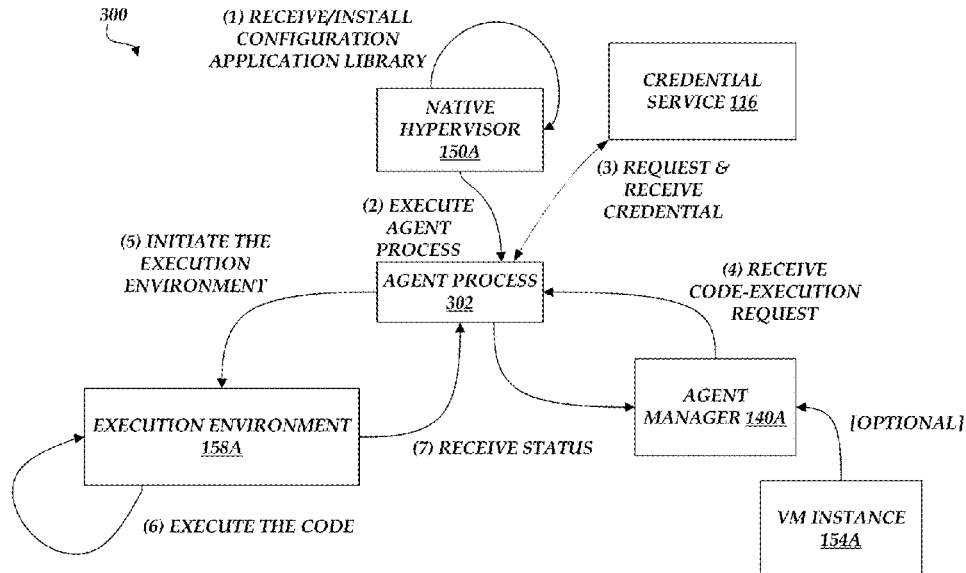 300
(1) RECEIVE/INSTALL
CONFIGURATION
APPLICATION LIBRARY
NATIVE
HYPERVISOR
150A
CREDENTIAL
SERVICE 116
(3) REQUEST &
RECEIVE
CREDENTIAL
(2) EXECUTE
AGENT
PROCESS
(5) INITIATE THE
EXECUTION
ENVIRONMENT
AGENT PROCESS
302
(4) RECEIVE
CODE-EXECUTION
REQUEST
EXECUTION ENVIRONMENT
158A
AGENT
MANAGER 140A
[OPTIONAL]
(7) RECEIVE STATUS
(6) EXECUTE THE CODE
VM INSTANCE
154A